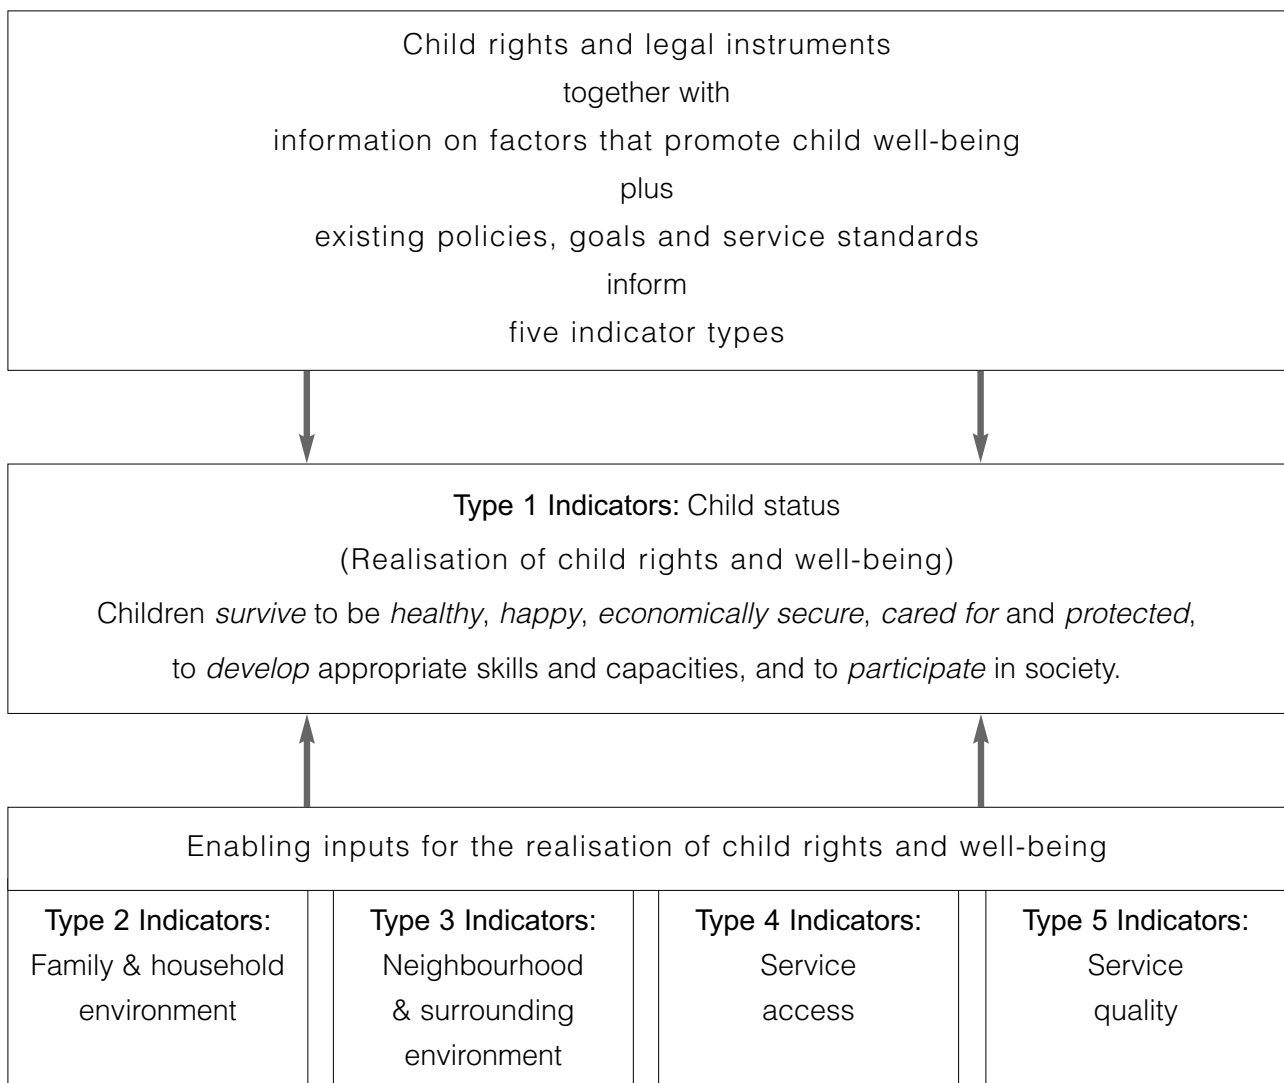 Child rights and legal instruments
together with
information on factors that promote child well-being
plus
existing policies, goals and service standards
inform
five indicator types
Type 1 Indicators: Child status
(Realisation of child rights and well-being)
Children survive to be healthy, happy, economically secure, cared for and protected,
to develop appropriate skills and capacities, and to participate in society.
Enabling inputs for the realisation of child rights and well-being
Type 2 Indicators:
Family & household
environment
Type 3 Indicators:
Neighbourhood
& surrounding
environment
Type 4 Indicators:
Service
access
Type 5 Indicators:
Service
quality